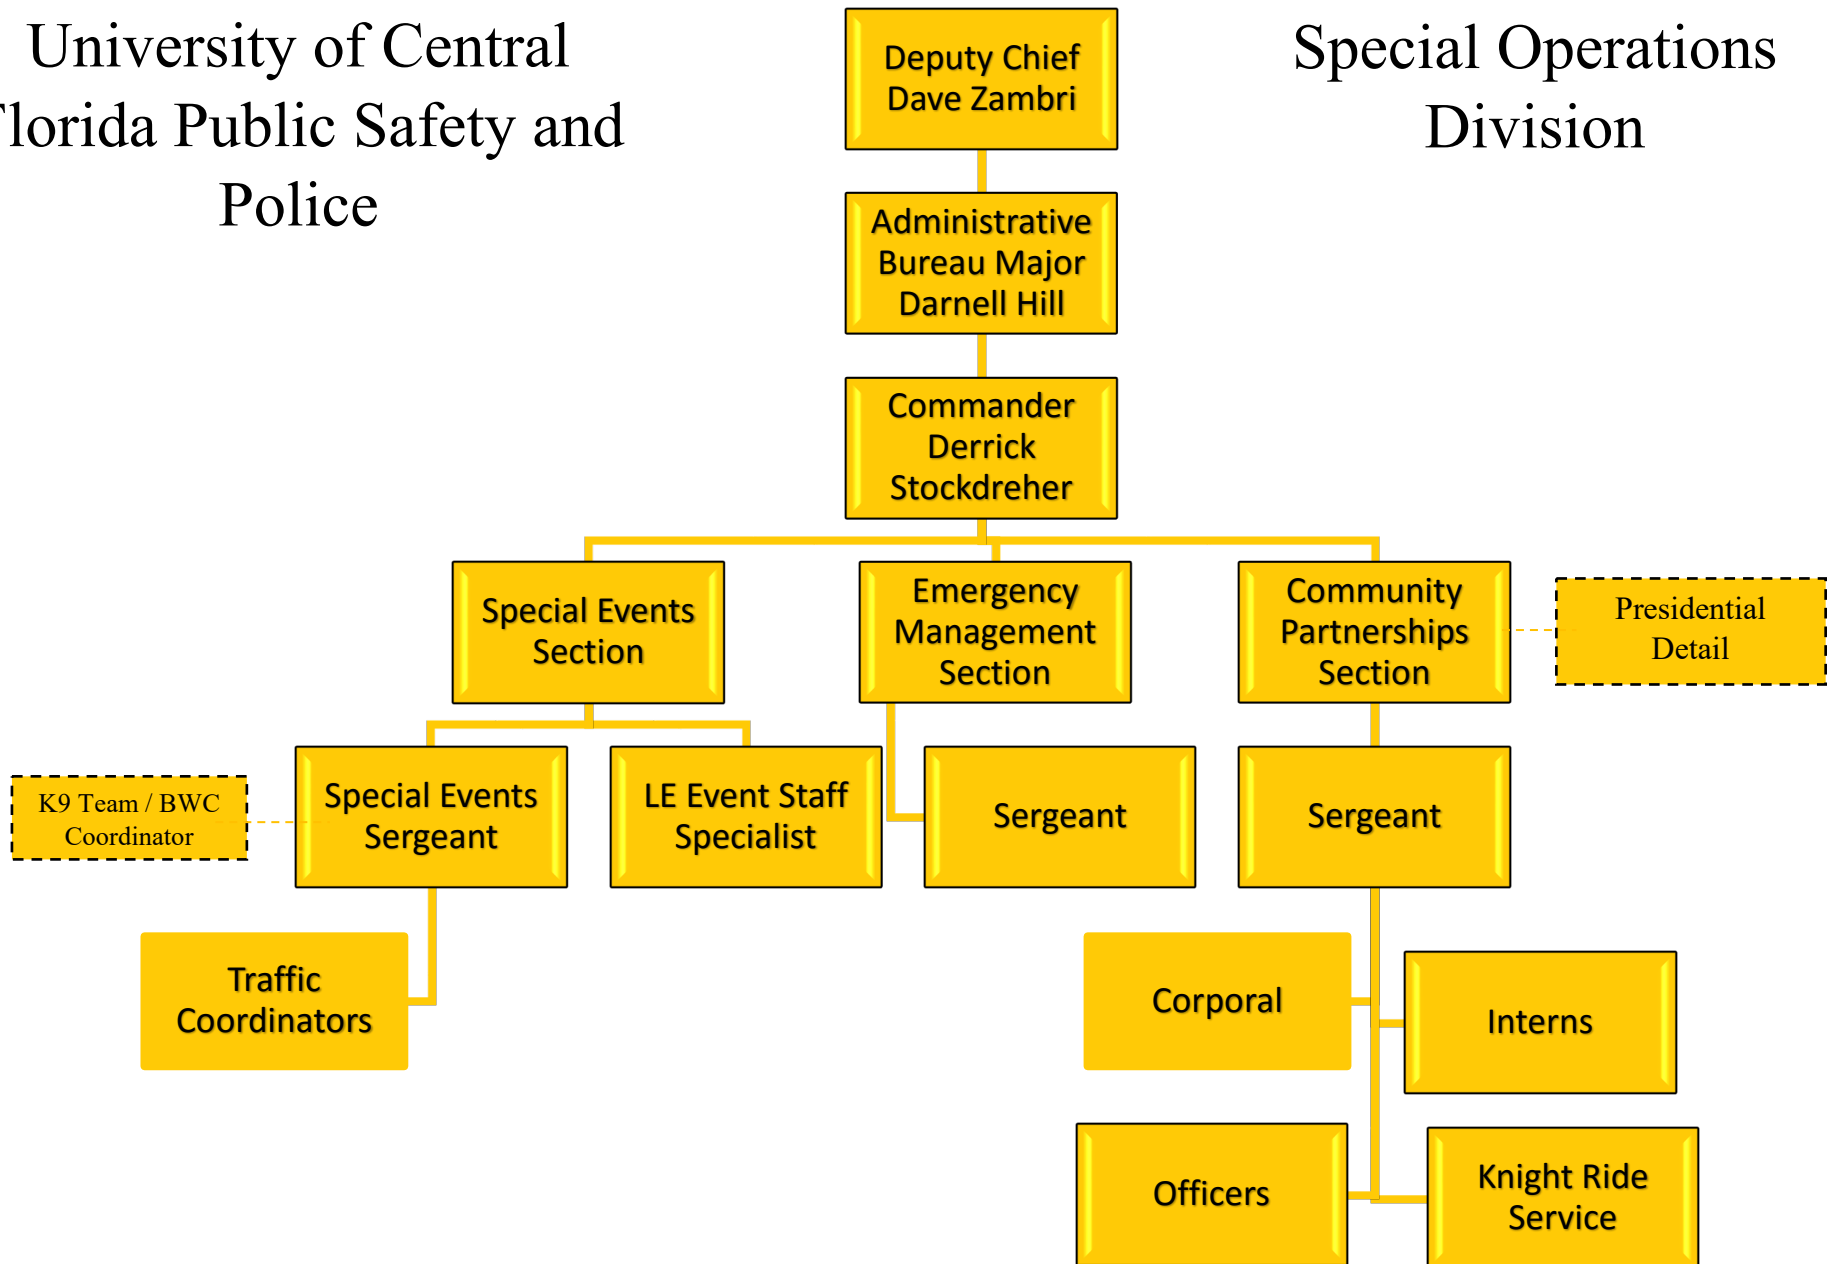 University of Central
Florida Public Safety and
Police
Special Operations
Division
Deputy Chief
Dave Zambri
Administrative
Bureau Major
Darnell Hill
Commander
Derrick
Stockdreher
Special Events
Section
Emergency
Management
Section
Community
Partnerships
Section
Presidential
Detail
K9 Team / BWC
Coordinator
Special Events
Sergeant
LE Event Staff
Specialist
Sergeant
Sergeant
Traffic
Coordinators
Corporal
Interns
Officers
Knight Ride
Service